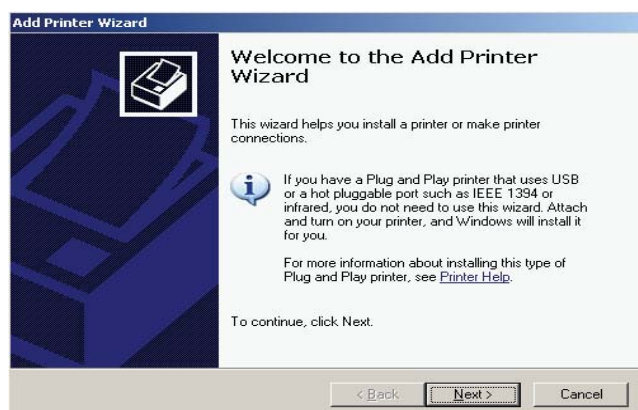 Add Printer Wizard
Welcome to the Add Printer
Wizard
This wizard helps you install a printer or make printer
connections.
If you have a Plug and Play printer that uses USB
or a hot pluggable port such as IEEE 1394 or
infrared, you do not need to use this wizard. Attach
and turn on your printer, and Windows will install it
for you.
For more information about installing this type of
Plug and Play printer, see Printer Help.
To continue, click Next.
< Back
Next >
Cancel